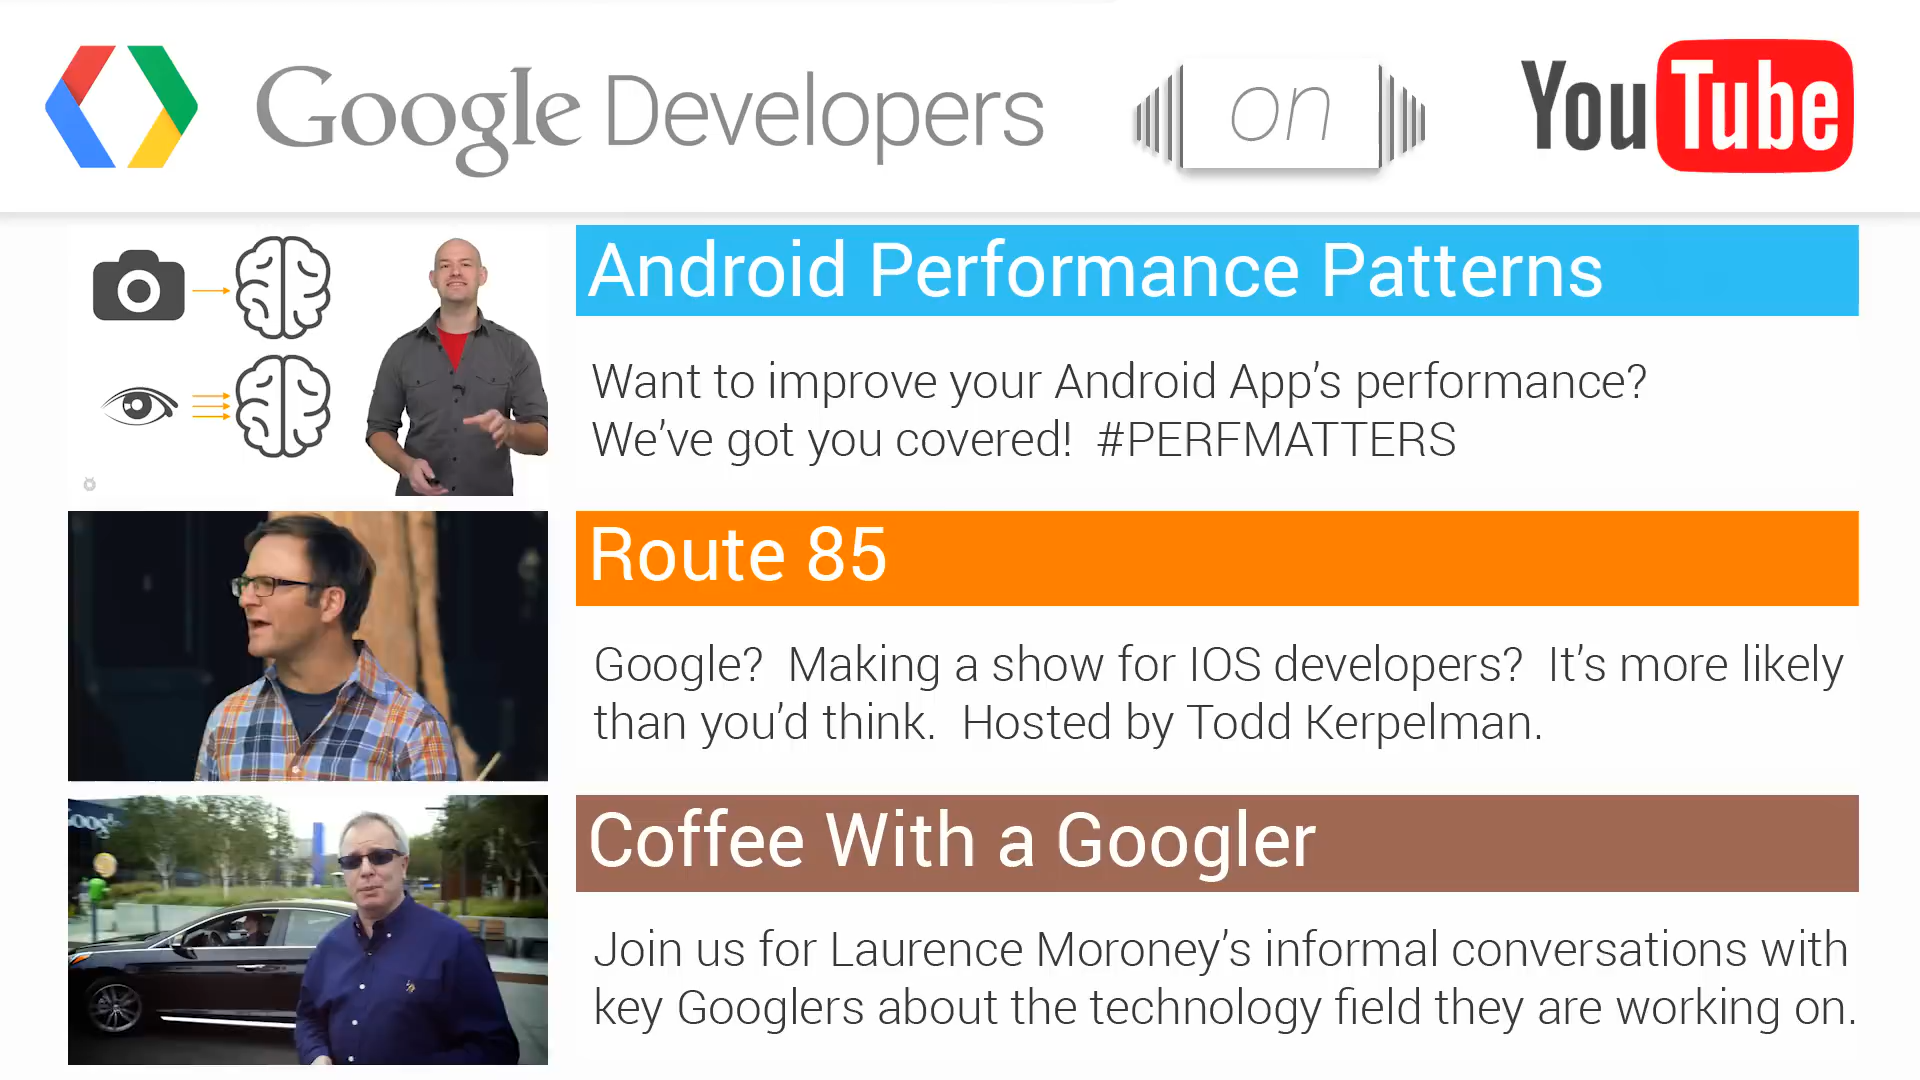 Google Developers on YouTube
Android Performance Patterns
Want to improve your Android App's performance?
We've got you covered!  #PERFMATTERS
Route 85
Google?  Making a show for IOS developers?  It's more likely
than you'd think.  Hosted by Todd Kerpelman.
Coffee With a Googler
Join us for Laurence Moroney's informal conversations with
key Googlers about the technology field they are working on.